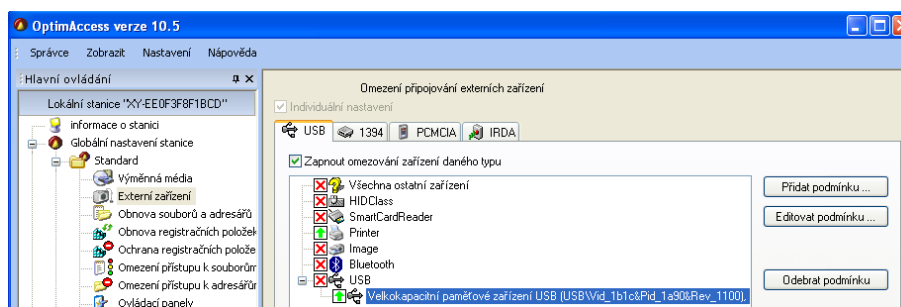 OptimAccess verze 10.5
Správce Zobrazit Nastavení Nápověda
Hlavní ovládání
Lokální stanice "XY-EE0F3F8F1BCD"
informace o stanici
Globální nastavení stanice
Standard
Výměnná média
Externí zařízení
Obnova souborů a adresářů
Obnova registračních položek
Ochrana registračních polože
Omezení přístupu k souborům
Omezení přístupu k adresářům
Ovládací panely
Omezení připojování externích zařízení
Individuální nastavení
USB 1394 PCMCIA IRDA
Zapnout omezování zařízení daného typu
Všechna ostatní zařízení
HIDClass
SmartCardReader
Printer
Image
Bluetooth
USB
Velkokapacitní paměťové zařízení USB (USB\Vid_1b1c&Pid_1a90&Rev_1100),
Přidat podmínku ...
Editovat podmínku ...
Odebrat podmínku